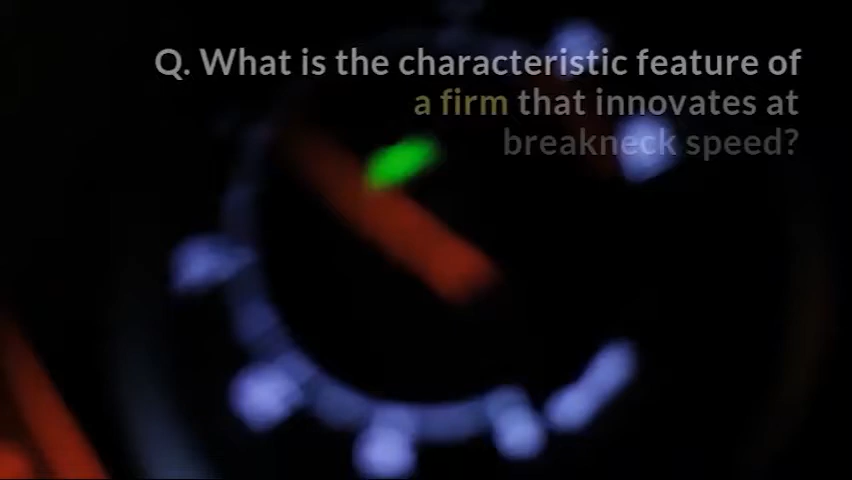 Q. What is the characteristic feature of
a firm that innovates at
breakneck speed?